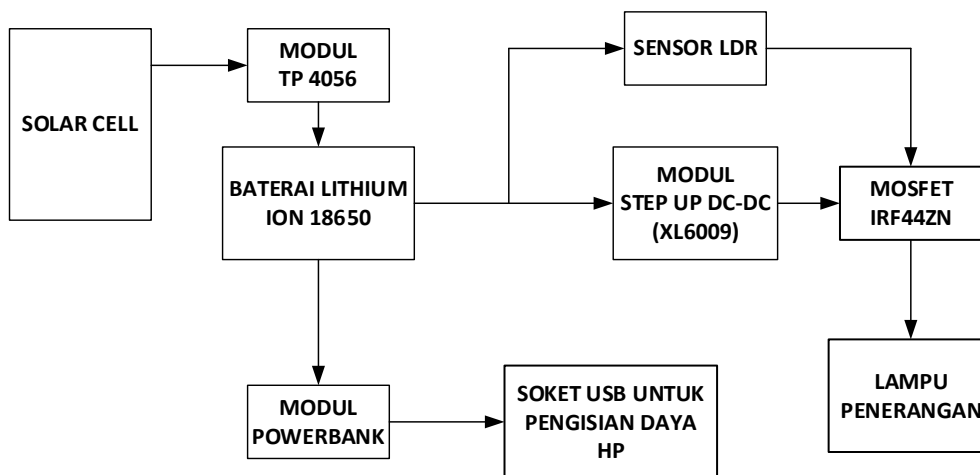 SOLAR CELL
MODUL
TP 4056
BATERAI LITHIUM
ION 18650
SENSOR LDR
MODUL
STEP UP DC-DC
(XL6009)
MOSFET
IRF44ZN
LAMPU
PENERANGAN
MODUL
POWERBANK
SOKET USB UNTUK
PENGISIAN DAYA
HP